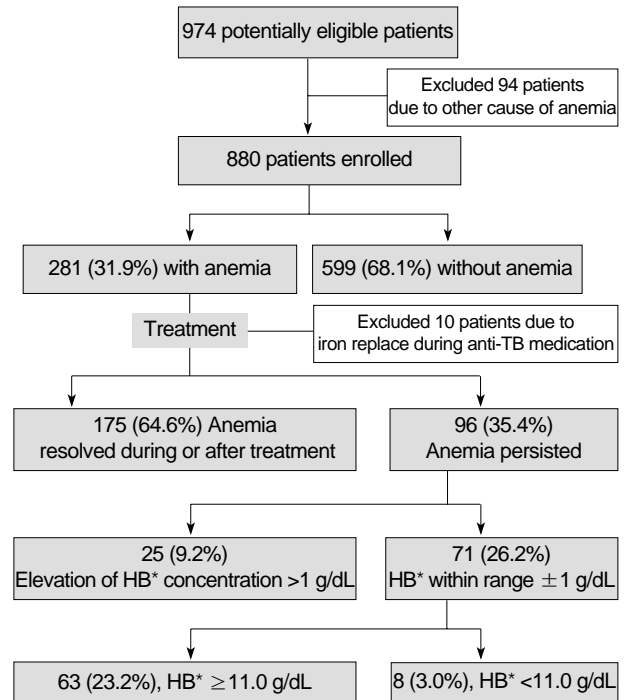 974 potentially eligible patients
Excluded 94 patients
due to other cause of anemia
880 patients enrolled
281 (31.9%) with anemia
599 (68.1%) without anemia
Treatment
Excluded 10 patients due to
iron replace during anti-TB medication
175 (64.6%) Anemia
resolved during or after treatment
96 (35.4%)
Anemia persisted
25 (9.2%)
Elevation of HB* concentration >1 g/dL
71 (26.2%)
HB* within range ±1 g/dL
63 (23.2%), HB* ≥11.0 g/dL
8 (3.0%), HB* <11.0 g/dL